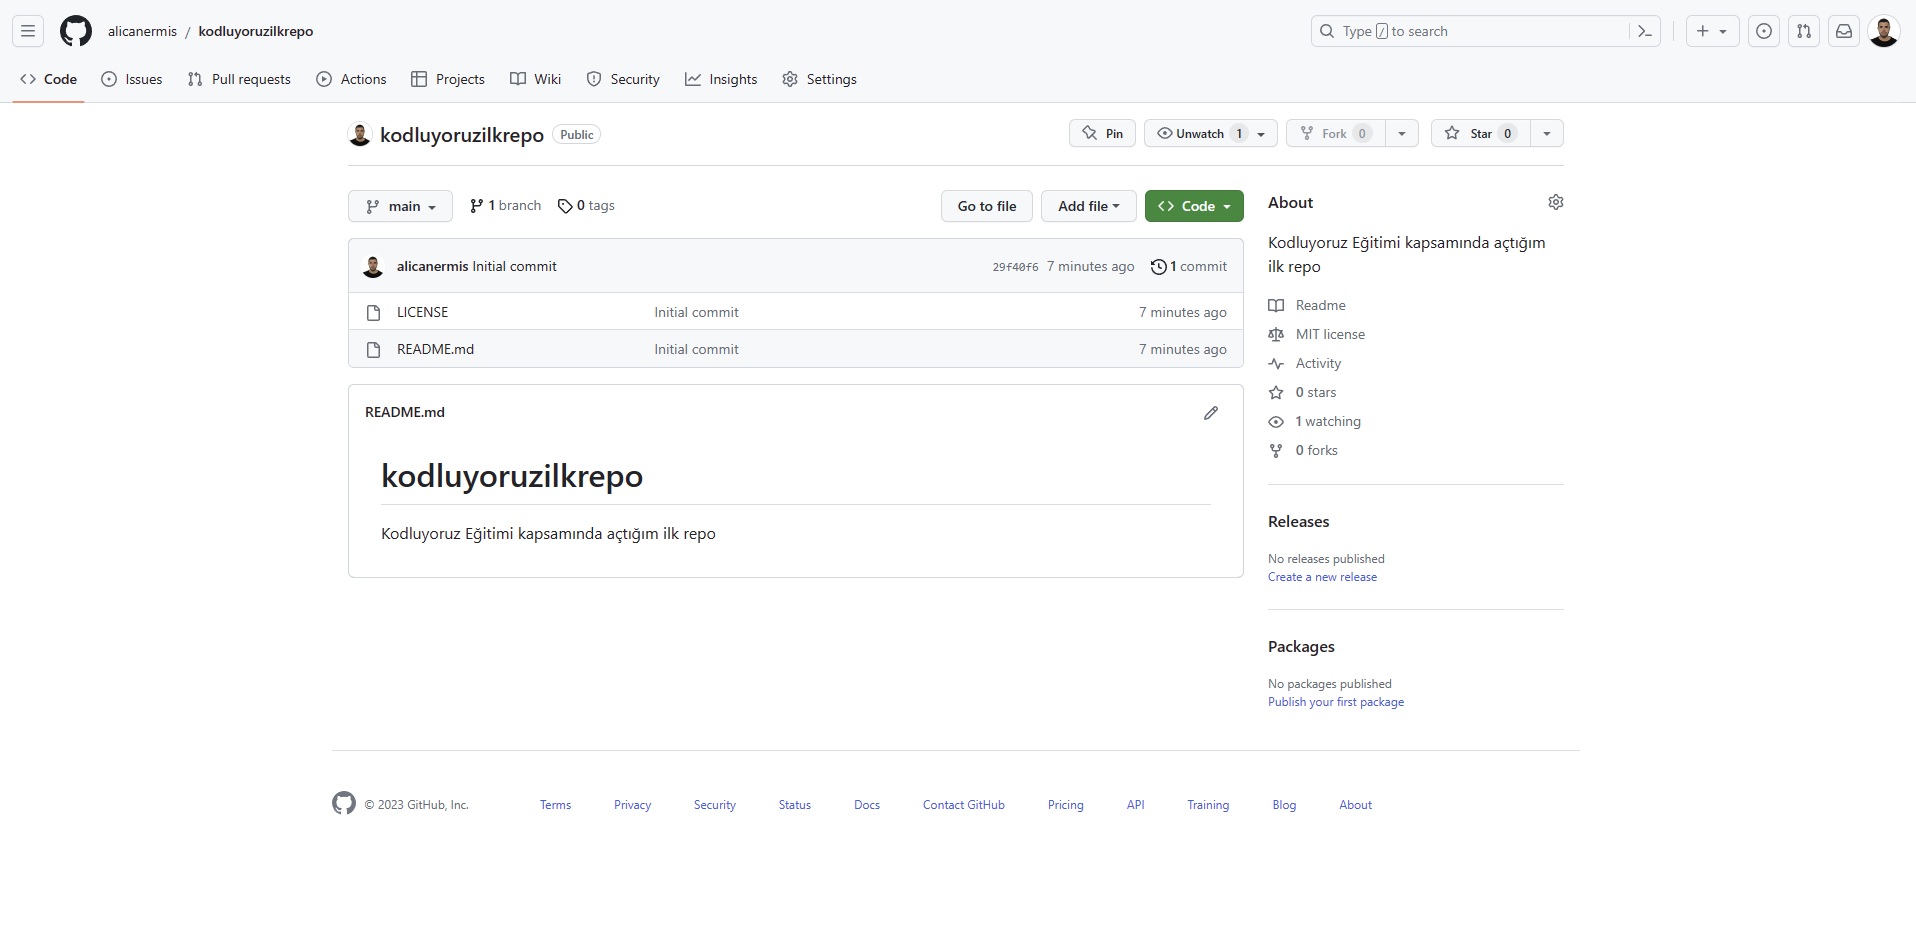 alicanermis / kodluyoruzilkrepo
Type / to search
Code Issues Pull requests Actions Projects Wiki Security Insights Settings
kodluyoruzilkrepo Public
Pin Unwatch 1 Fork 0 Star 0
main 1 branch 0 tags Go to file Add file Code
alicanermis Initial commit 29f40f6 7 minutes ago 1 commit
LICENSE Initial commit 7 minutes ago
README.md Initial commit 7 minutes ago
README.md
kodluyoruzilkrepo
Kodluyoruz Eğitimi kapsamında açtığım ilk repo
About
Kodluyoruz Eğitimi kapsamında açtığım
ilk repo
Readme
MIT license
Activity
0 stars
1 watching
0 forks
Releases
No releases published
Create a new release
Packages
No packages published
Publish your first package
© 2023 GitHub, Inc. Terms Privacy Security Status Docs Contact GitHub Pricing API Training Blog About